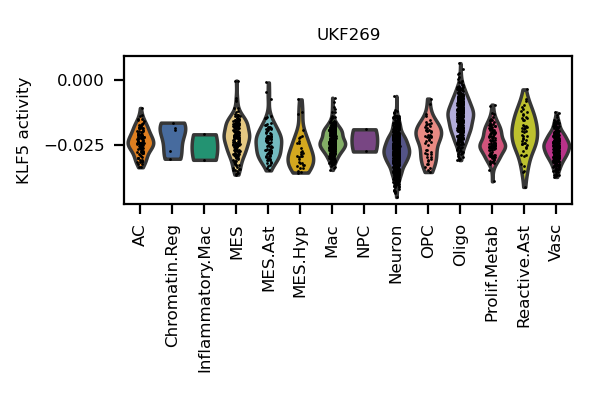 UKF269
KLF5 activity
0.000
−0.025
AC
Chromatin.Reg
Inflammatory.Mac
MES
MES.Ast
MES.Hyp
Mac
NPC
Neuron
OPC
Oligo
Prolif.Metab
Reactive.Ast
Vasc